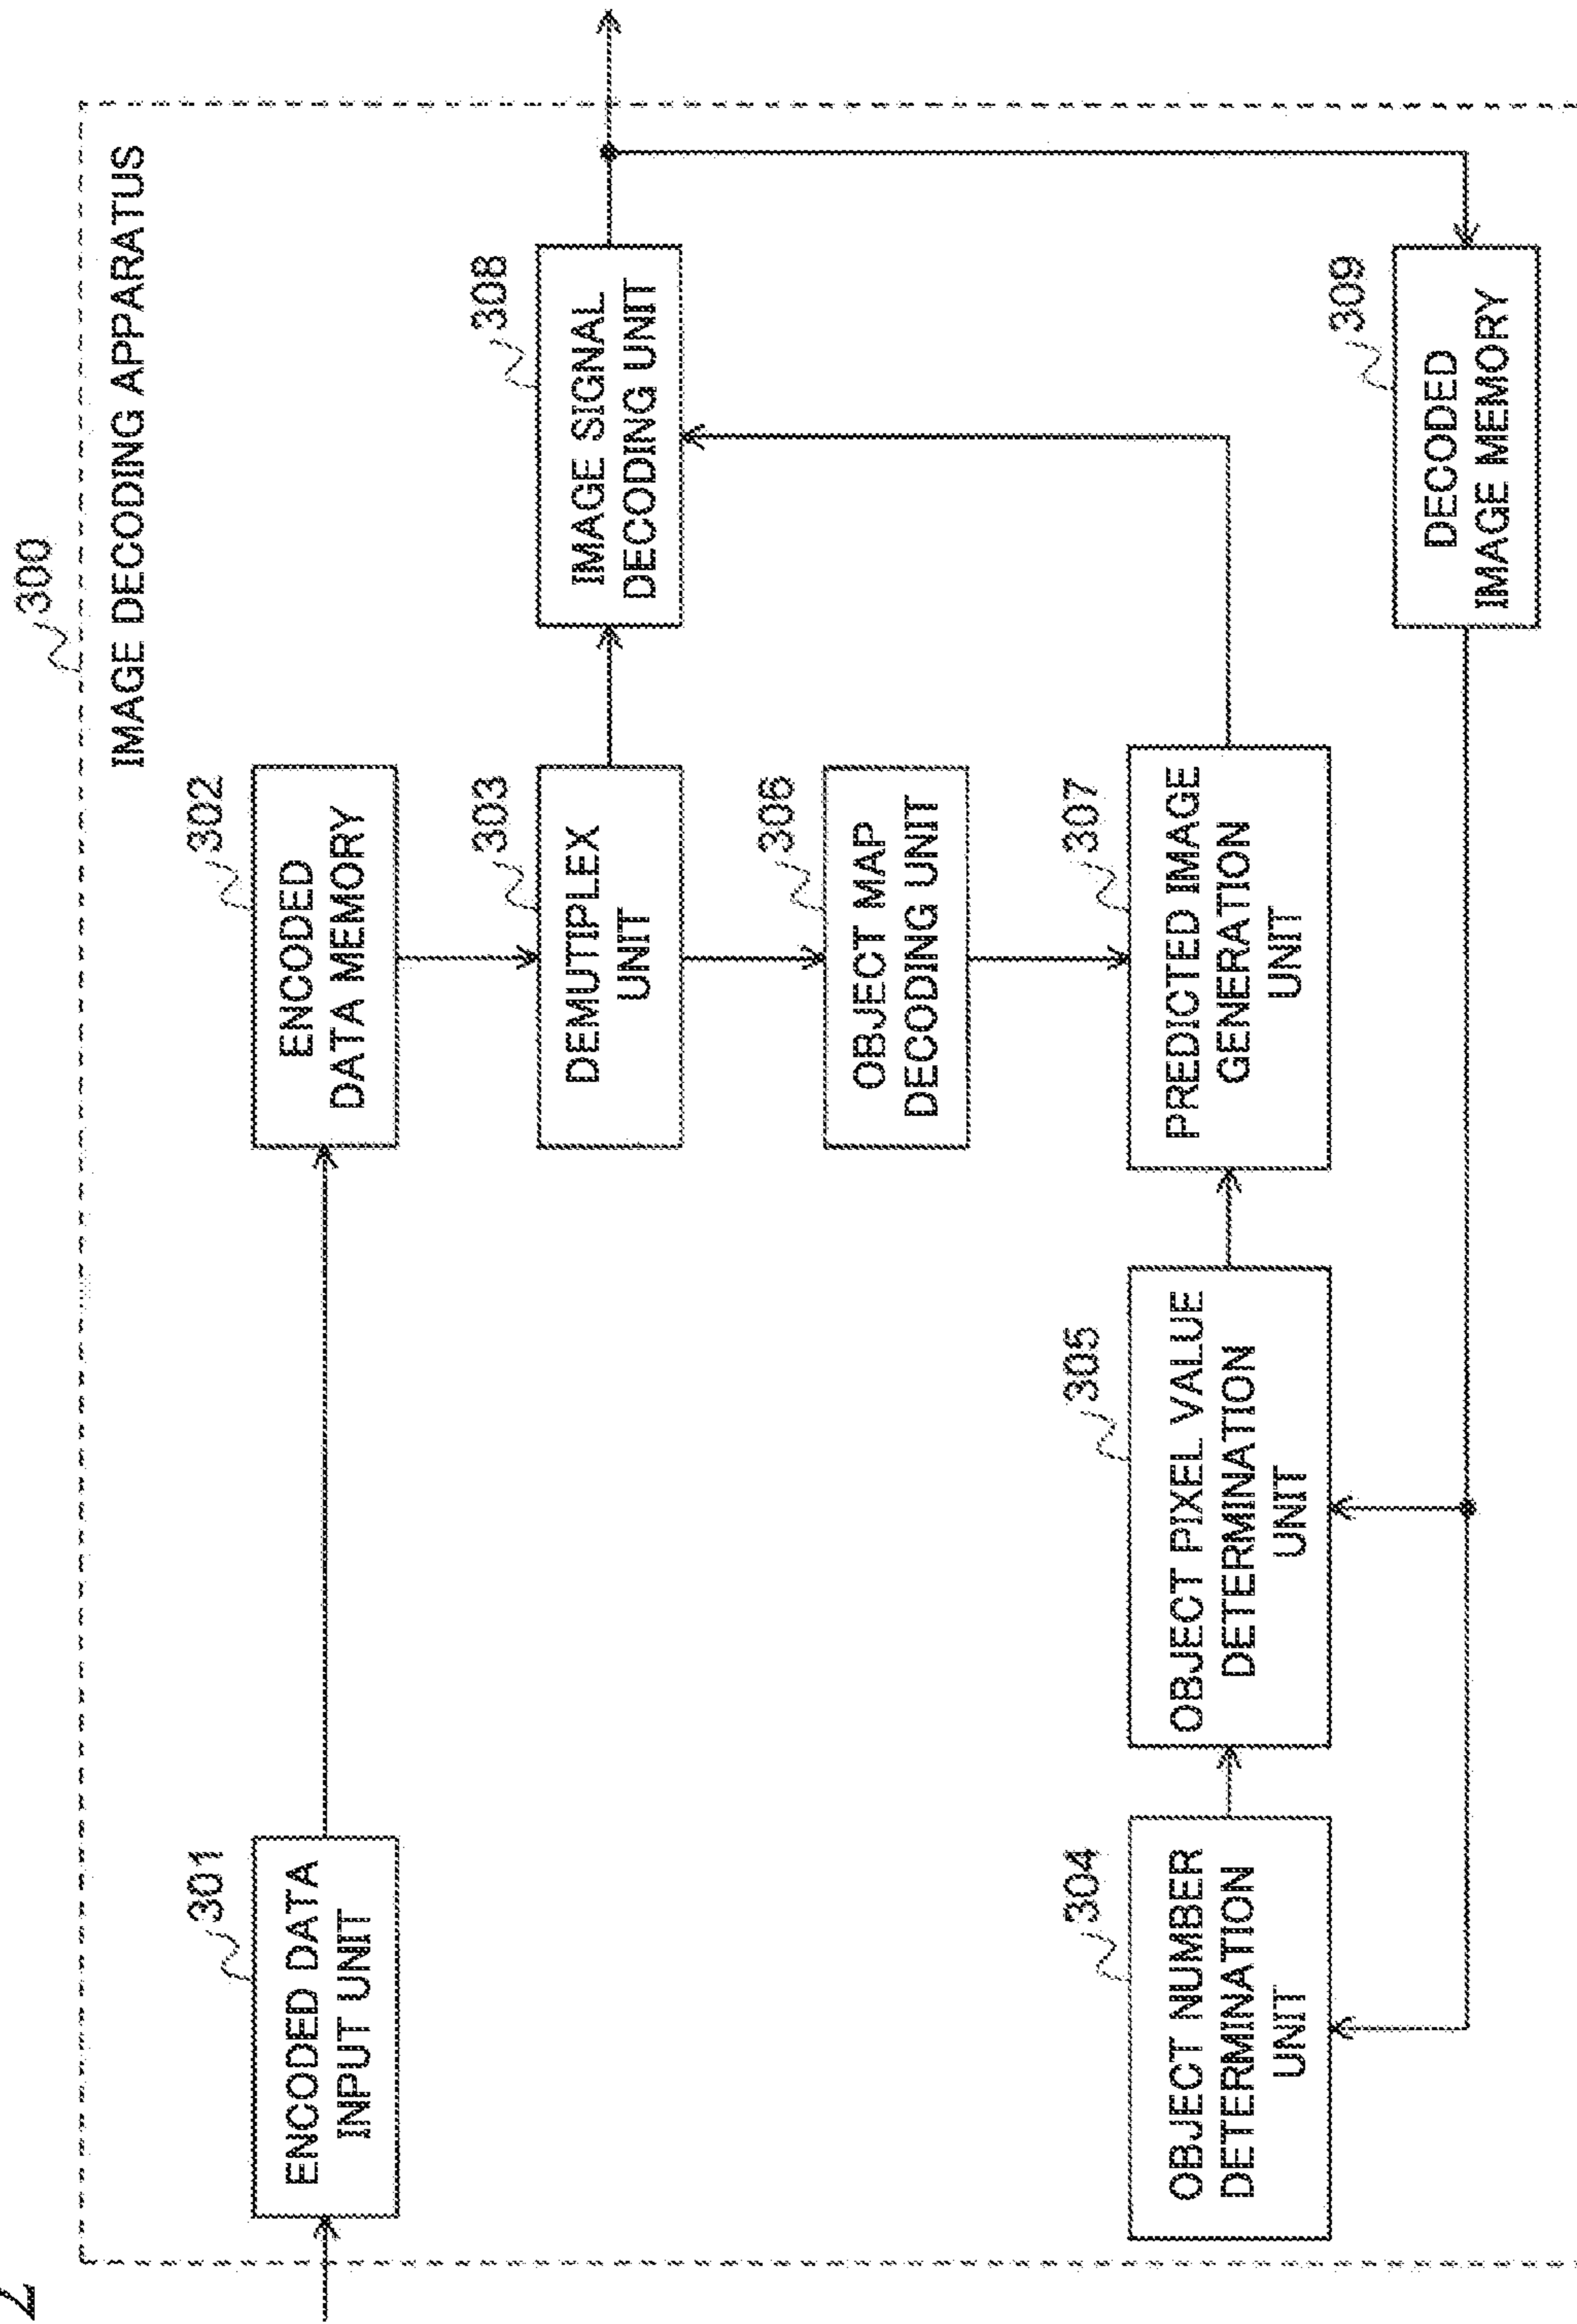 300
IMAGE DECODING APPARATUS
301
ENCODED DATA
INPUT UNIT
302
ENCODED
DATA MEMORY
303
DEMUTIPLEX
UNIT
308
IMAGE SIGNAL
DECODING UNIT
306
OBJECT MAP
DECODING UNIT
304
OBJECT NUMBER
DETERMINATION
UNIT
305
OBJECT PIXEL VALUE
DETERMINATION
UNIT
307
PREDICTED IMAGE
GENERATION
UNIT
309
DECODED
IMAGE MEMORY